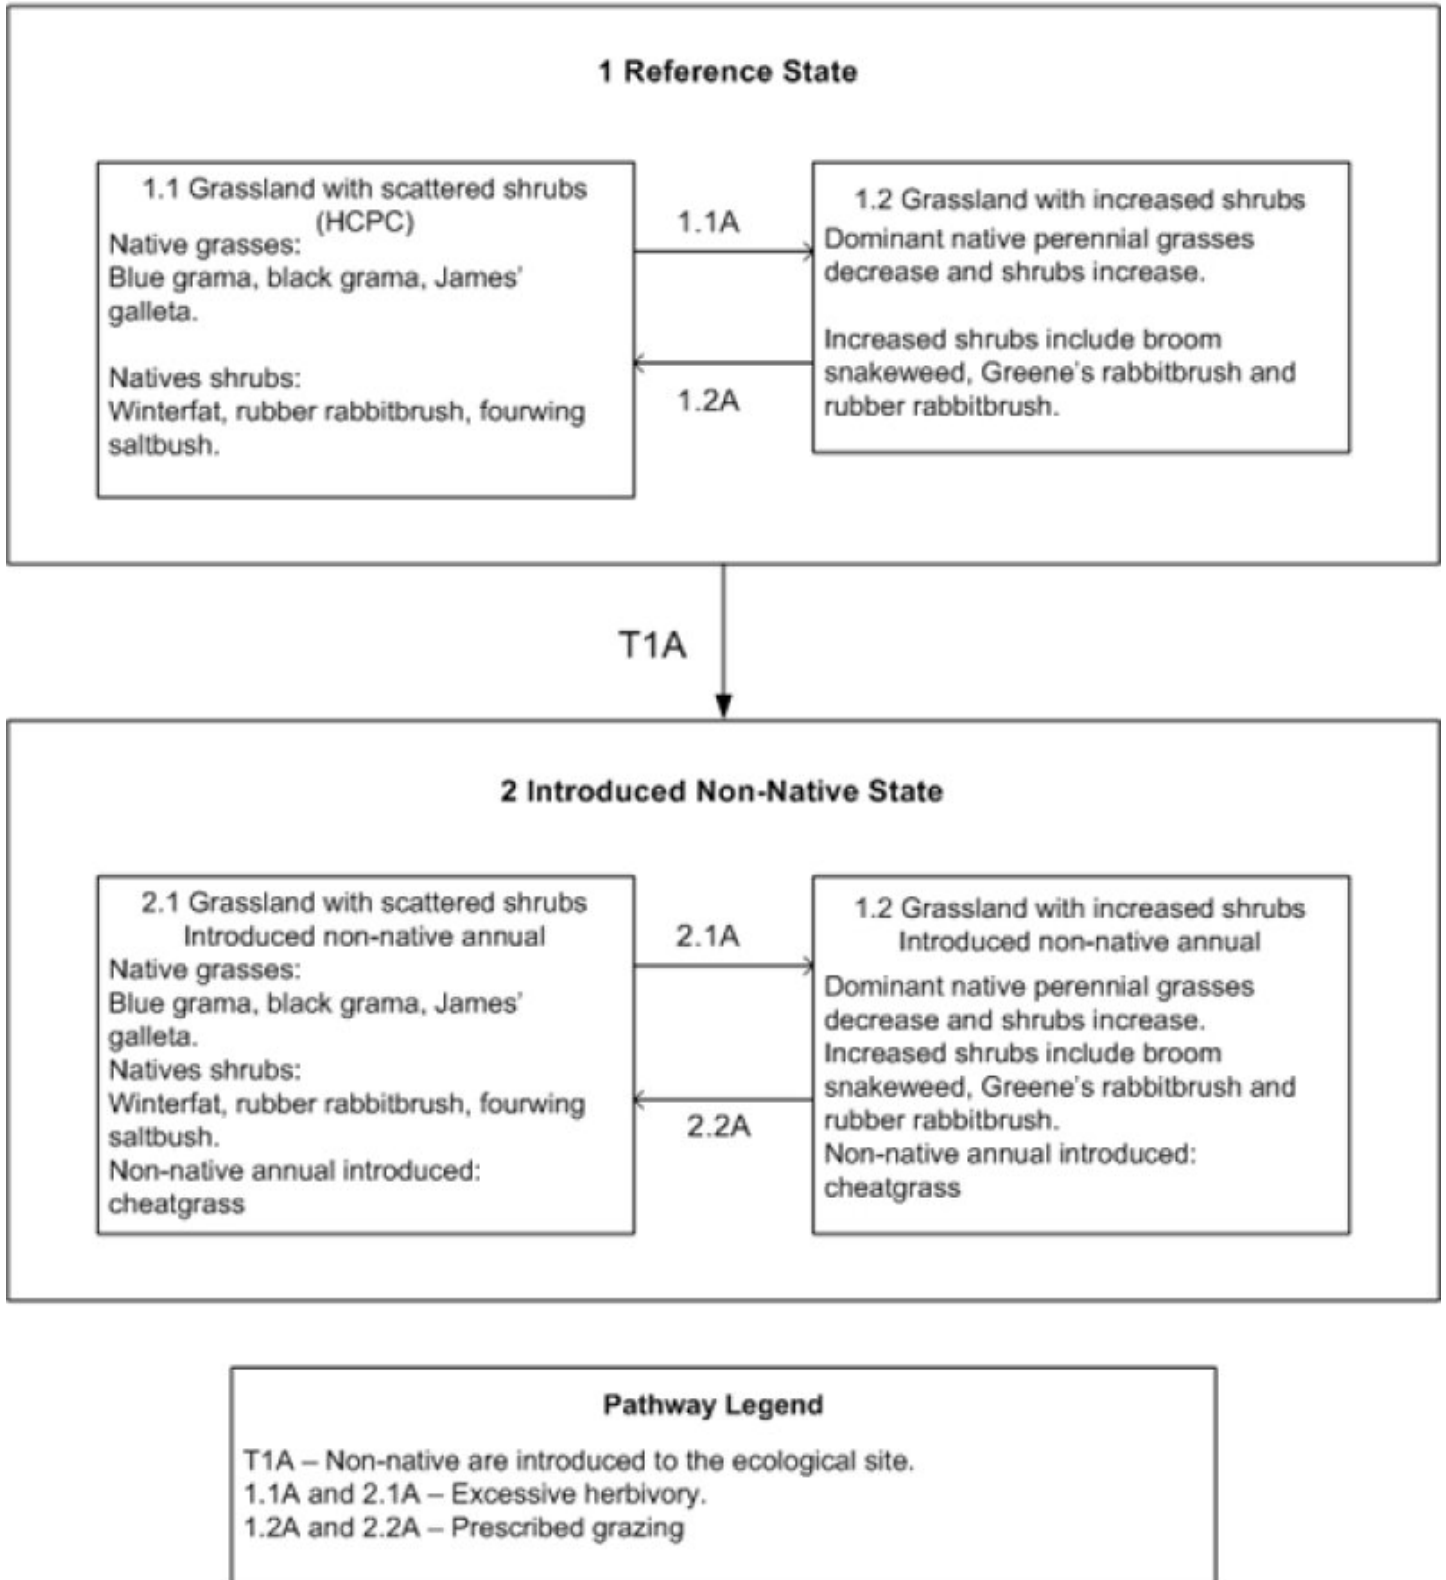 1 Reference State
1.1 Grassland with scattered shrubs
(HCPC)
Native grasses:
Blue grama, black grama, James'
galleta.
Natives shrubs:
Winterfat, rubber rabbitbrush, fourwing
saltbush.
1.1A
1.2A
1.2 Grassland with increased shrubs
Dominant native perennial grasses
decrease and shrubs increase.
Increased shrubs include broom
snakeweed, Greene's rabbitbrush and
rubber rabbitbrush.
T1A
2 Introduced Non-Native State
2.1 Grassland with scattered shrubs
Introduced non-native annual
Native grasses:
Blue grama, black grama, James'
galleta.
Natives shrubs:
Winterfat, rubber rabbitbrush, fourwing
saltbush.
Non-native annual introduced:
cheatgrass
2.1A
2.2A
1.2 Grassland with increased shrubs
Introduced non-native annual
Dominant native perennial grasses
decrease and shrubs increase.
Increased shrubs include broom
snakeweed, Greene's rabbitbrush and
rubber rabbitbrush.
Non-native annual introduced:
cheatgrass
Pathway Legend
T1A – Non-native are introduced to the ecological site.
1.1A and 2.1A – Excessive herbivory.
1.2A and 2.2A – Prescribed grazing